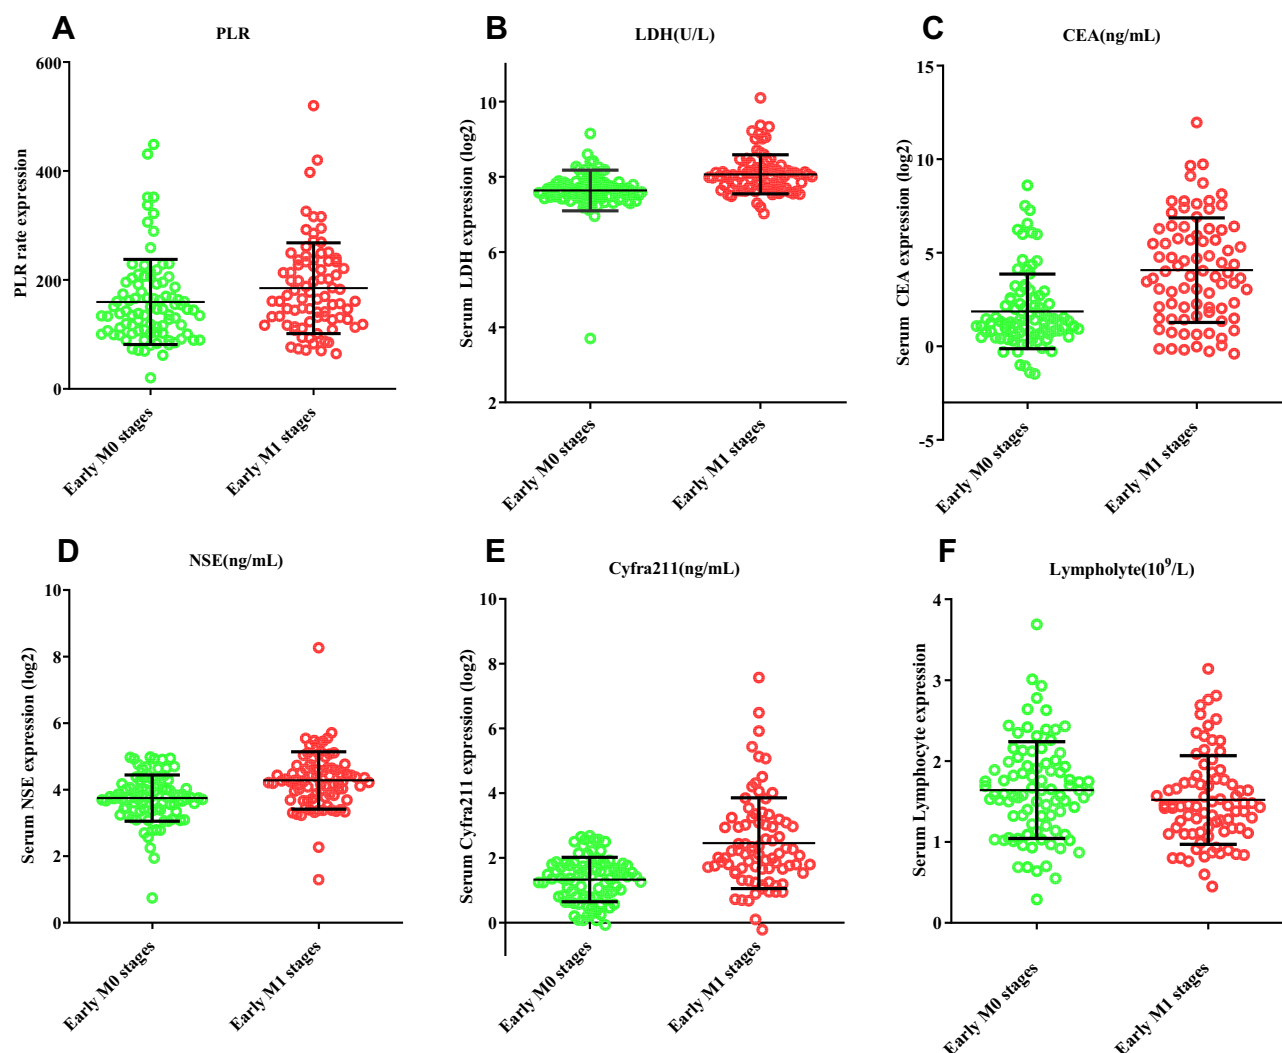 A
PLR
PLR rate expression
600
400
200
0
Early M0 stages
Early M1 stages
B
LDH(U/L)
Serum LDH expression (log2)
10
8
6
4
2
Early M0 stages
Early M1 stages
C
CEA(ng/mL)
Serum CEA expression (log2)
15
10
5
0
-5
Early M0 stages
Early M1 stages
D
NSE(ng/mL)
Serum NSE expression (log2)
10
8
6
4
2
0
Early M0 stages
Early M1 stages
E
Cyfra211(ng/mL)
Serum Cyfra211 expression (log2)
10
8
6
4
2
0
Early M0 stages
Early M1 stages
F
Lympholyte(10⁹/L)
Serum Lymphocyte expression
4
3
2
1
0
Early M0 stages
Early M1 stages